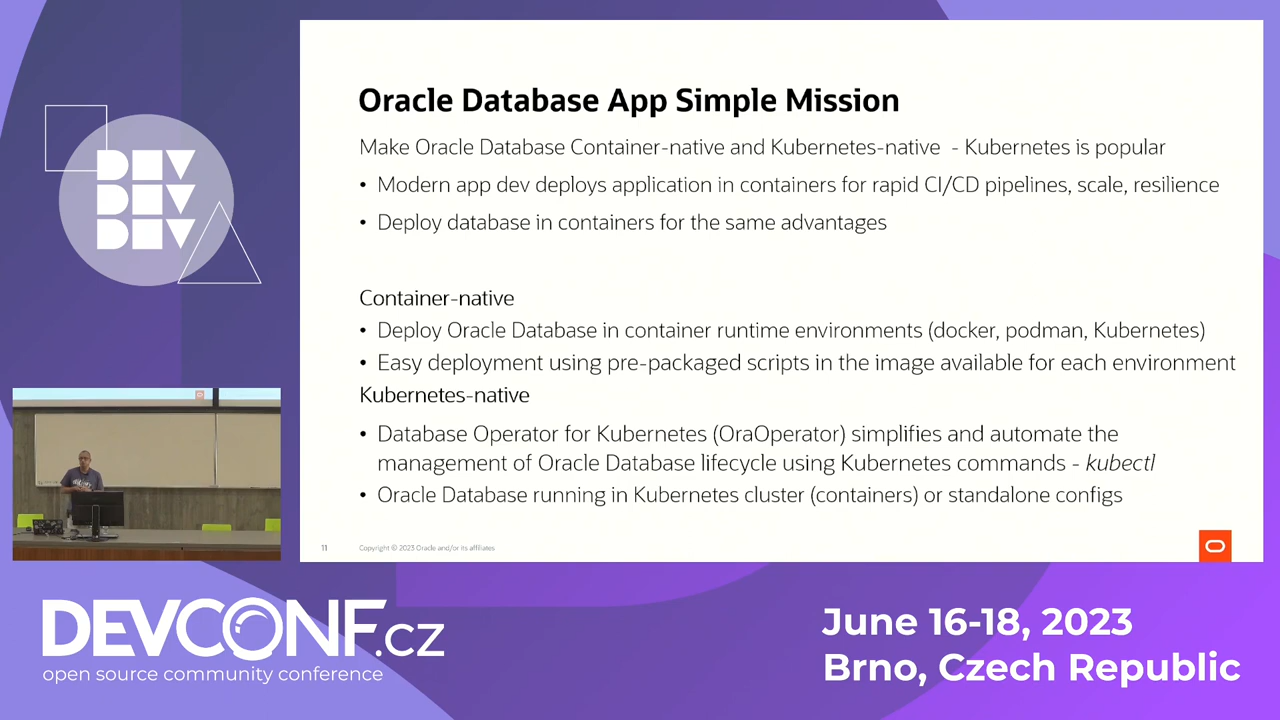 DEV
DEV
DEV
Oracle Database App Simple Mission
Make Oracle Database Container-native and Kubernetes-native - Kubernetes is popular
• Modern app dev deploys application in containers for rapid CI/CD pipelines, scale, resilience
• Deploy database in containers for the same advantages
Container-native
• Deploy Oracle Database in container runtime environments (docker, podman, Kubernetes)
• Easy deployment using pre-packaged scripts in the image available for each environment
Kubernetes-native
• Database Operator for Kubernetes (OraOperator) simplifies and automate the
management of Oracle Database lifecycle using Kubernetes commands - kubectl
• Oracle Database running in Kubernetes cluster (containers) or standalone configs
11 Copyright © 2023 Oracle and/or its affiliates
DEVCONF.cz
open source community conference
June 16-18, 2023
Brno, Czech Republic